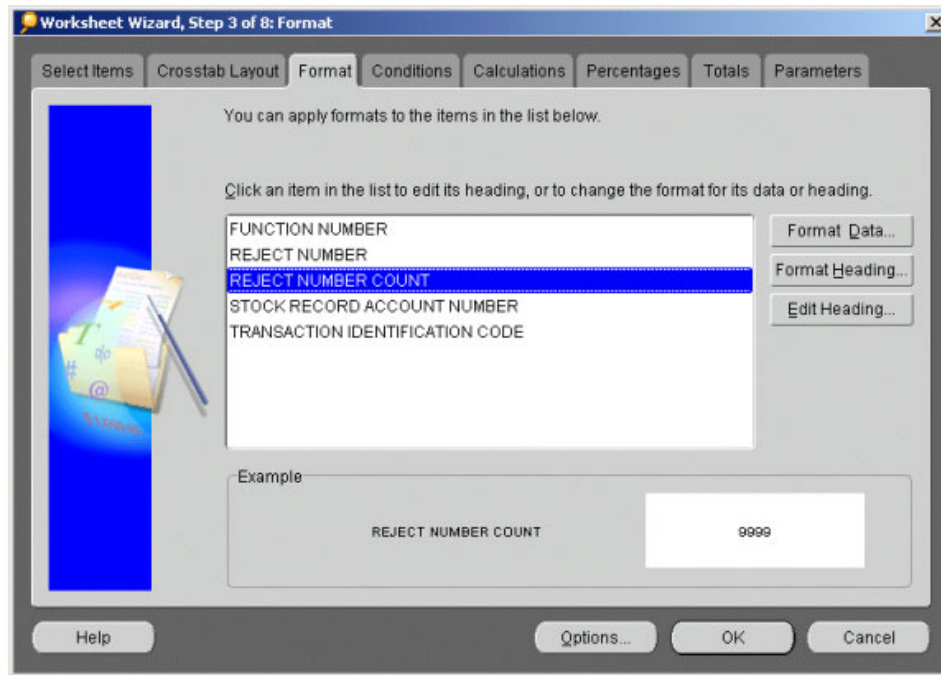 Worksheet Wizard, Step 3 of 8: Format
Select Items Crosstab Layout Format Conditions Calculations Percentages Totals Parameters
You can apply formats to the items in the list below.
Click an item in the list to edit its heading, or to change the format for its data or heading.
FUNCTION NUMBER
REJECT NUMBER
REJECT NUMBER COUNT
STOCK RECORD ACCOUNT NUMBER
TRANSACTION IDENTIFICATION CODE
Format Data...
Format Heading...
Edit Heading...
Example
REJECT NUMBER COUNT 9999
Help Options... OK Cancel